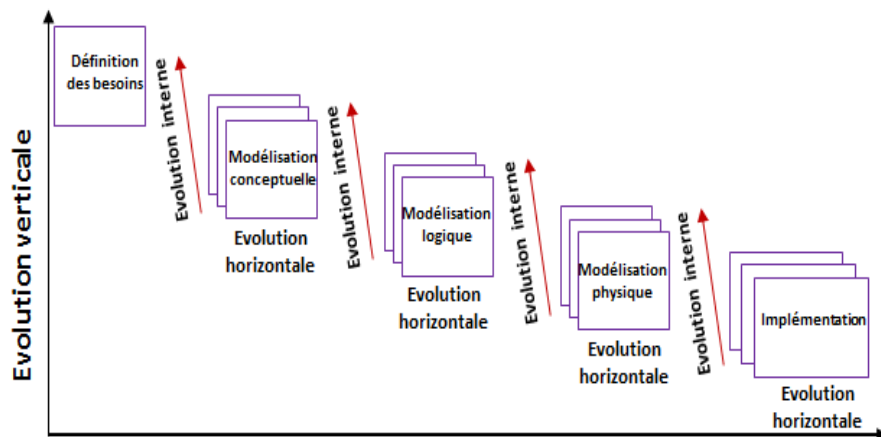 Evolution verticale
Définition
des besoins
Evolution interne
Modélisation
conceptuelle
Evolution
horizontale
Evolution interne
Modélisation
logique
Evolution
horizontale
Evolution interne
Modélisation
physique
Evolution
horizontale
Evolution interne
Implémentation
Evolution
horizontale